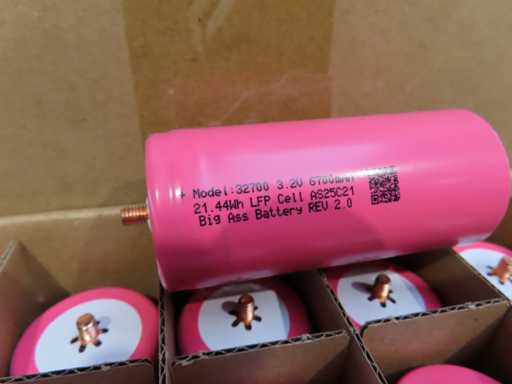 + Model:32700 3.2V 6700mAh
21.44Wh LFP Cell AS25C21
Big Ass Battery REV 2.0